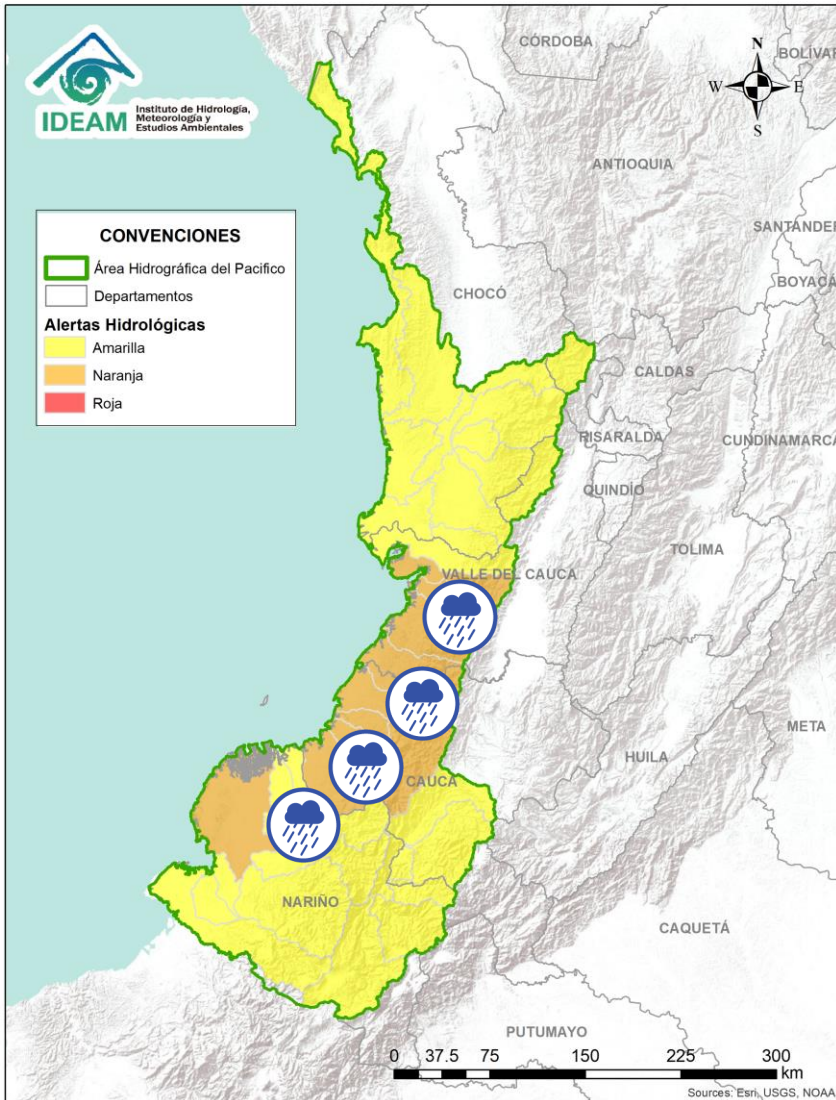 IDEAM
Instituto de Hidrología,
Meteorología y
Estudios Ambientales
CÓRDOBA
BOLÍVAR
N
W
E
S
ANTIOQUIA
SANTANDER
BOYACÁ
CHOCÓ
CONVENCIONES
Área Hidrográfica del Pacifico
Departamentos
Alertas Hidrológicas
Amarilla
Naranja
Roja
CALDAS
RISARALDA
CUNDINAMARCA
QUINDÍO
TOLIMA
VALLE DEL CAUCA
META
HUILA
CAUCA
NARIÑO
CAQUETÁ
PUTUMAYO
0 37.5 75 150 225 300
km
Sources: Esri, USGS, NOAA